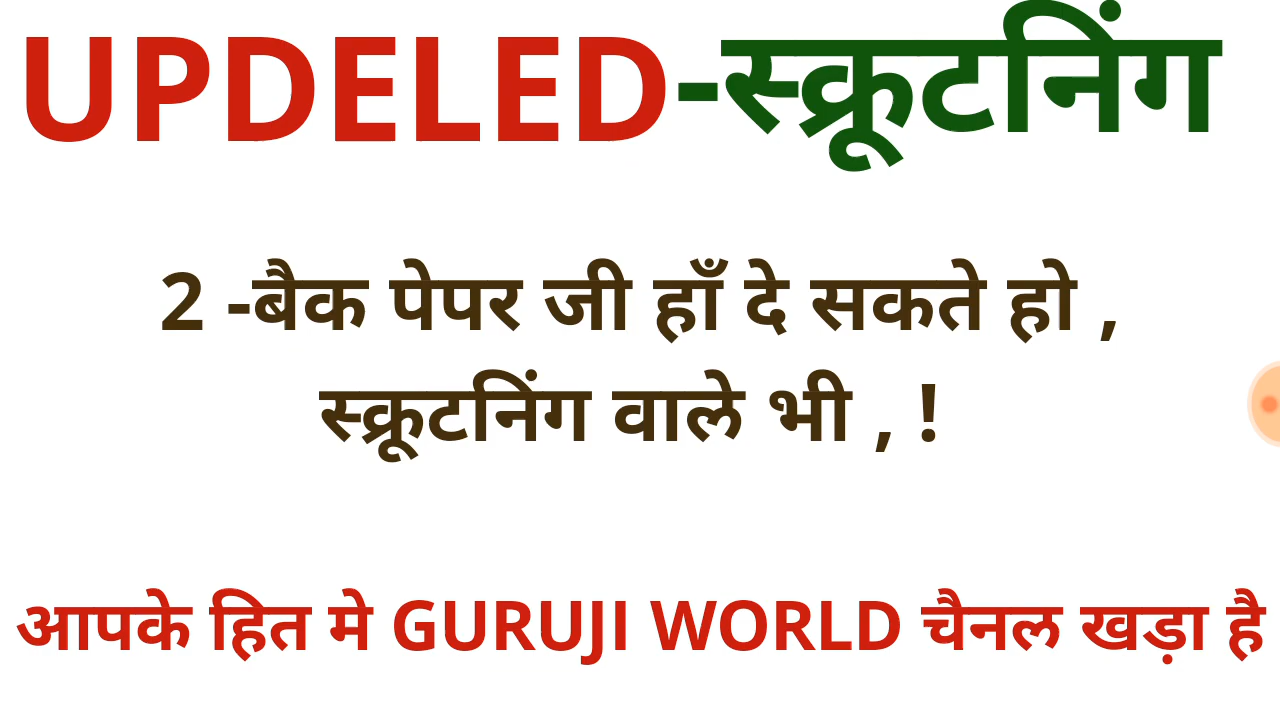 UPDELED-स्क्रूटनिंग
2 -बैक पेपर जी हाँ दे सकते हो ,
स्क्रूटनिंग वाले भी , !
आपके हित मे GURUJI WORLD चैनल खड़ा है